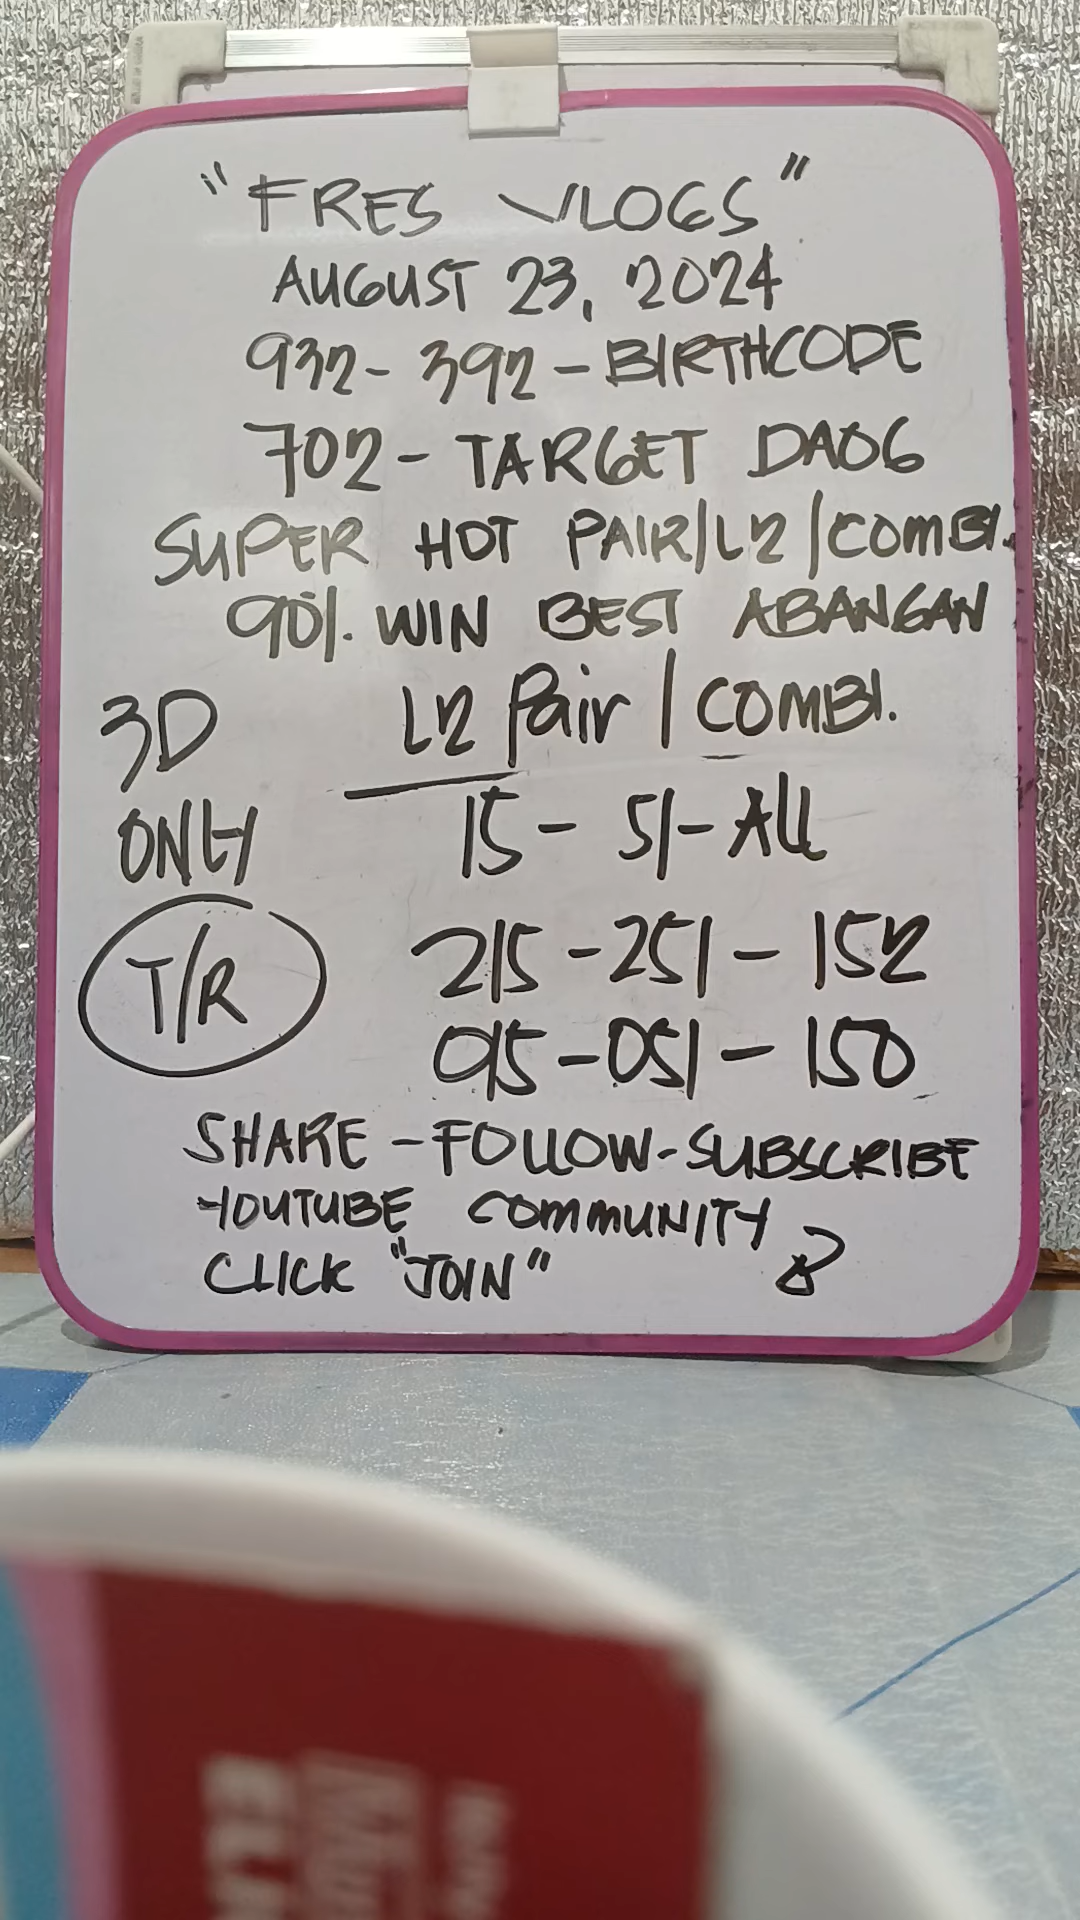 "FRES VLOGS"
AUGUST 23, 2024
932-392-BIRTHCODE
702-TARGET DAOG
SUPER HOT PAIR/L2/COMBI.
90% WIN BEST ABANGAN
3D ONLY
L2 Pair/COMBI.
15-51-ALL
T/R
215-251-152
015-051-150
SHARE-FOLLOW-SUBSCRIBE
YOUTUBE COMMUNITY
CLICK "JOIN"